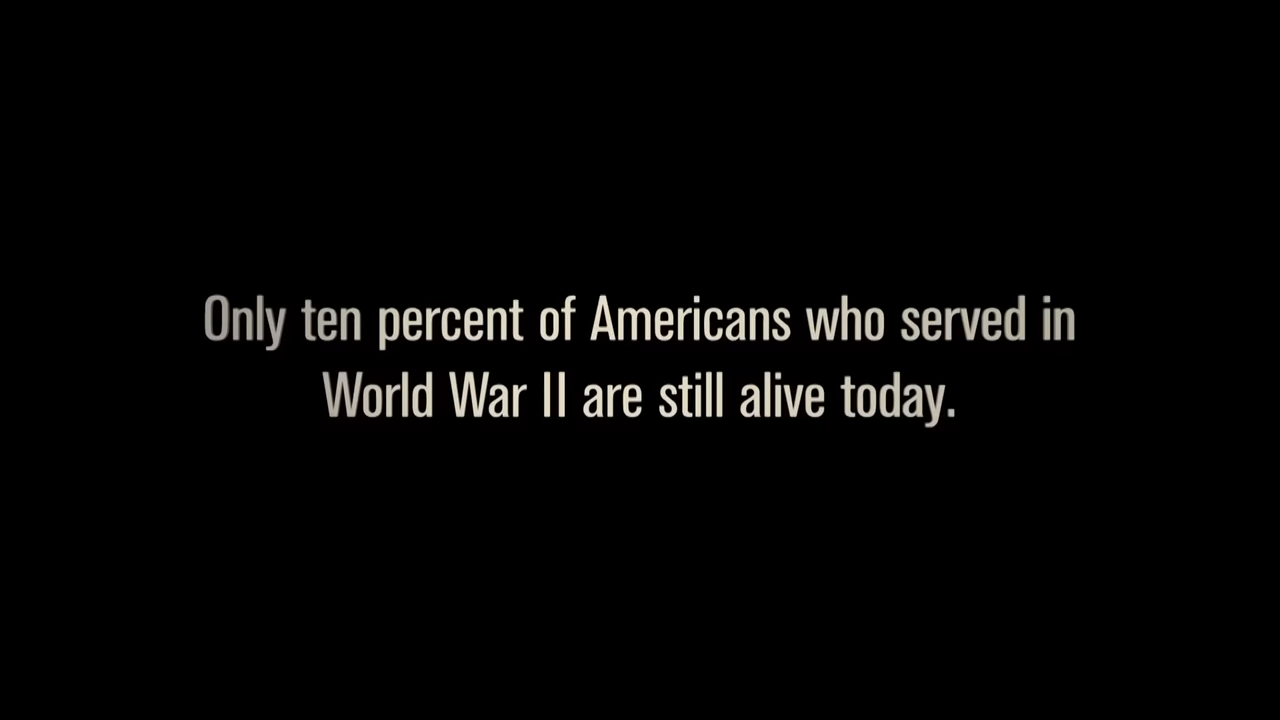 Only ten percent of Americans who served in
World War II are still alive today.